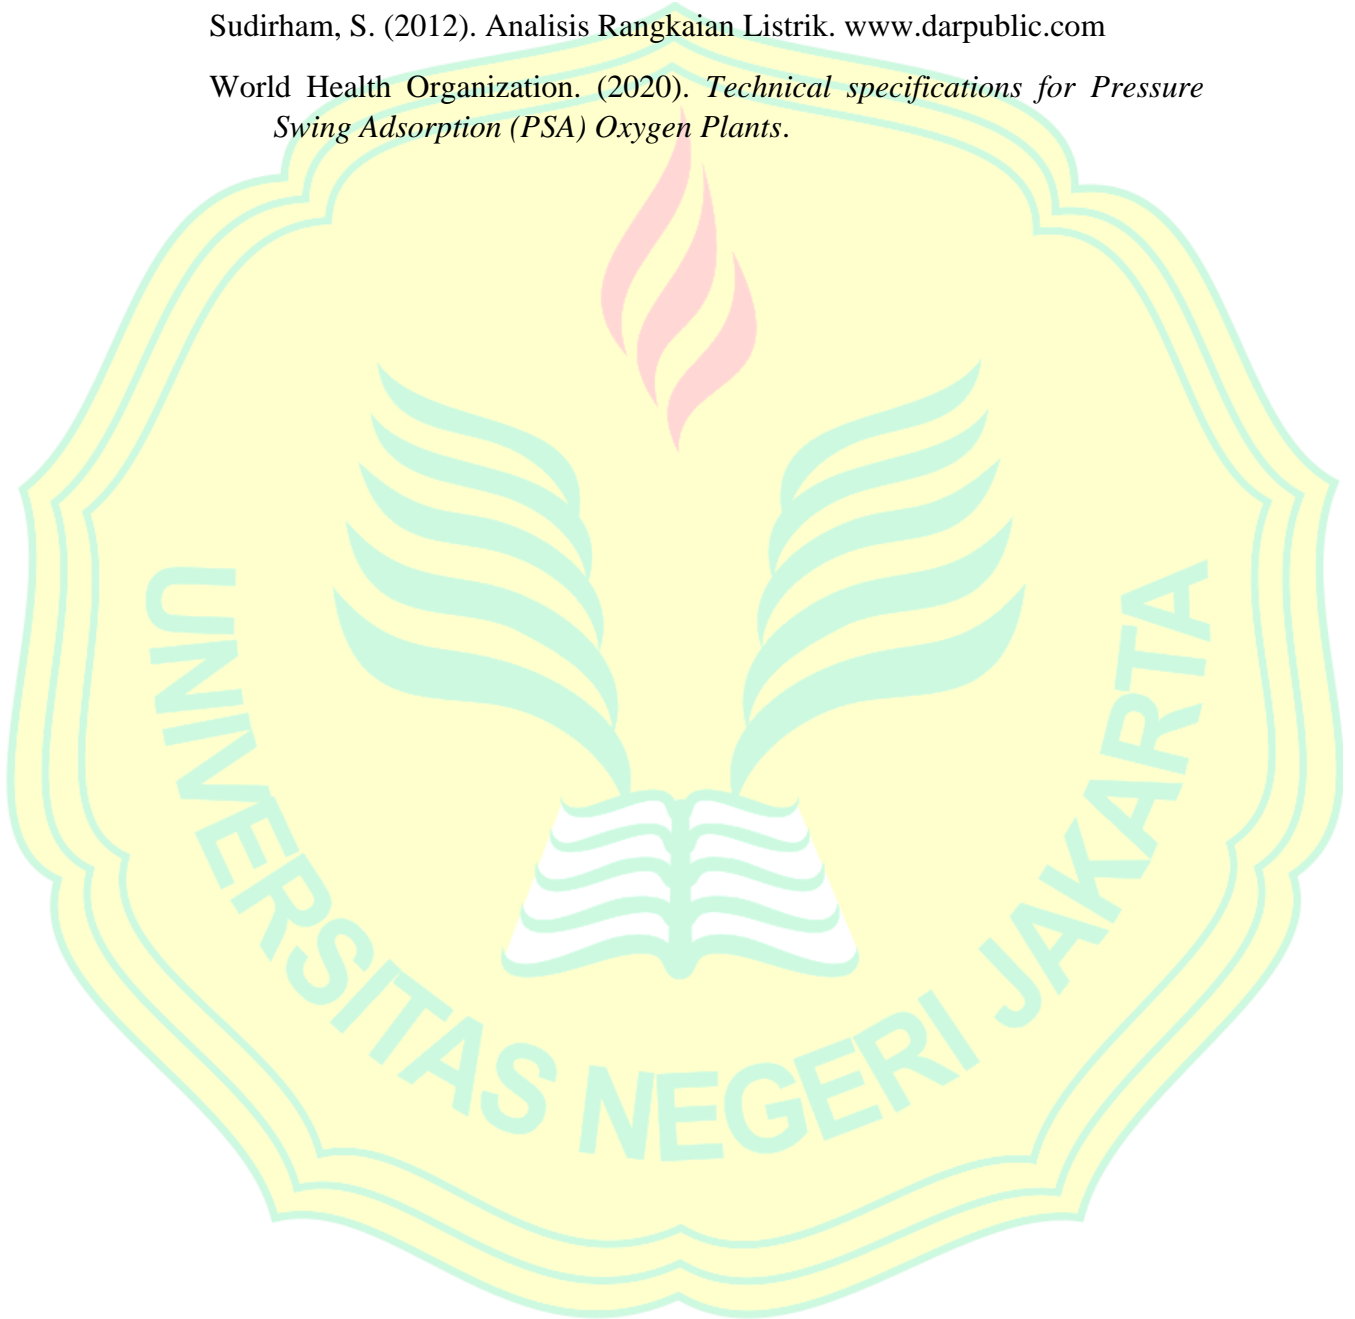 Sudirham, S. (2012). Analisis Rangkaian Listrik. www.darpublic.com
World Health Organization. (2020). Technical specifications for Pressure
Swing Adsorption (PSA) Oxygen Plants.
UNIVERSITAS NEGERI JAKARTA